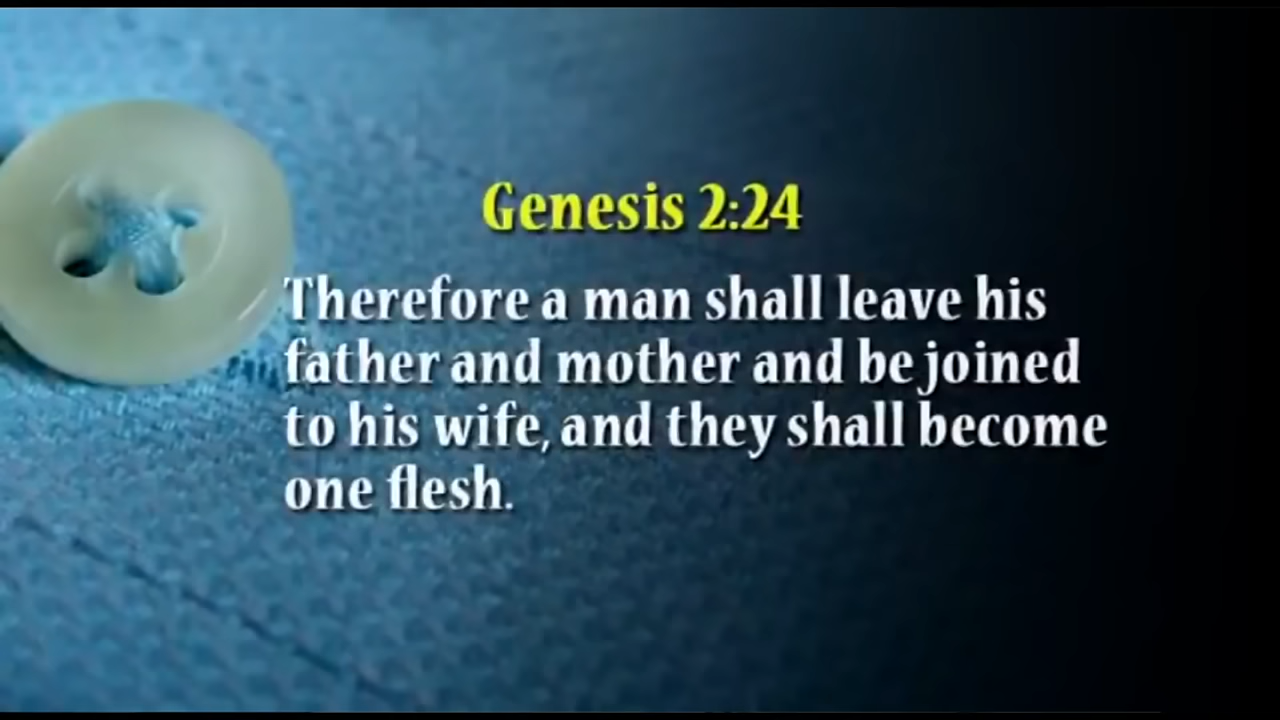 Genesis 2:24
Therefore a man shall leave his
father and mother and be joined
to his wife, and they shall become
one flesh.